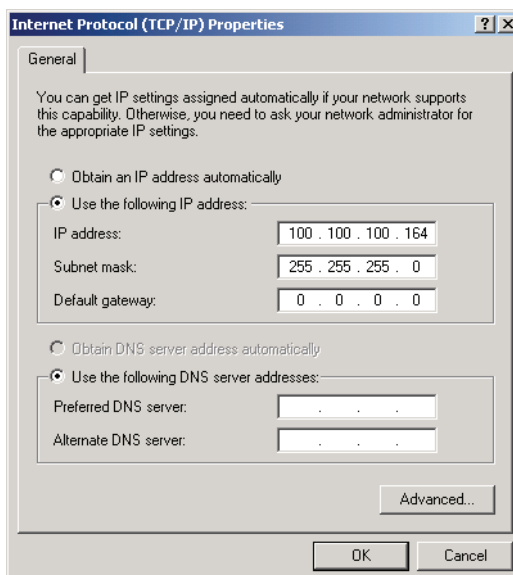 Internet Protocol (TCP/IP) Properties
General
You can get IP settings assigned automatically if your network supports
this capability. Otherwise, you need to ask your network administrator for
the appropriate IP settings.
Obtain an IP address automatically
Use the following IP address:
IP address: 100 . 100 . 100 . 164
Subnet mask: 255 . 255 . 255 . 0
Default gateway: 0 . 0 . 0 . 0
Obtain DNS server address automatically
Use the following DNS server addresses:
Preferred DNS server: . . .
Alternate DNS server: . . .
Advanced...
OK Cancel